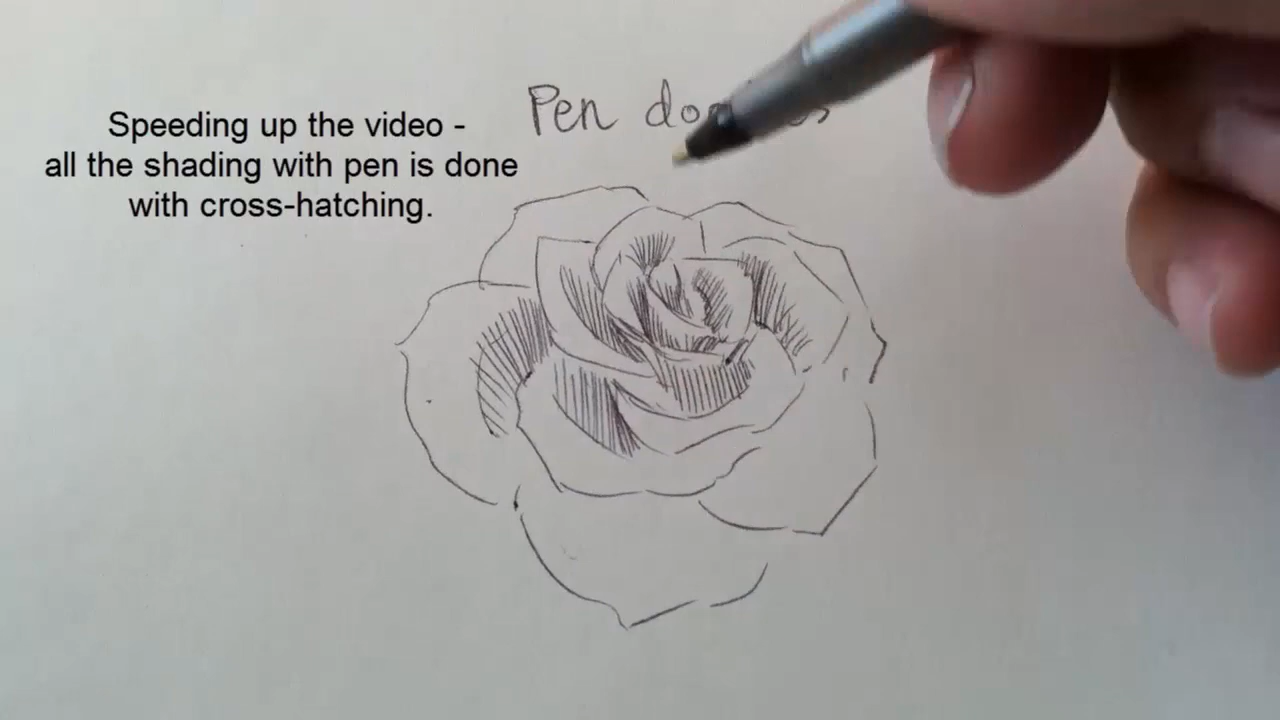 Speeding up the video -
all the shading with pen is done
with cross-hatching.
Pen